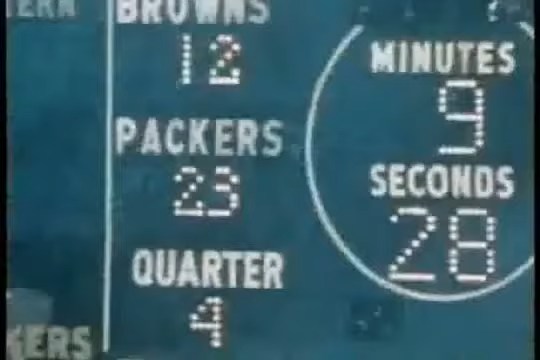 BROWNS
12
PACKERS
23
QUARTER
4
MINUTES
9
SECONDS
28